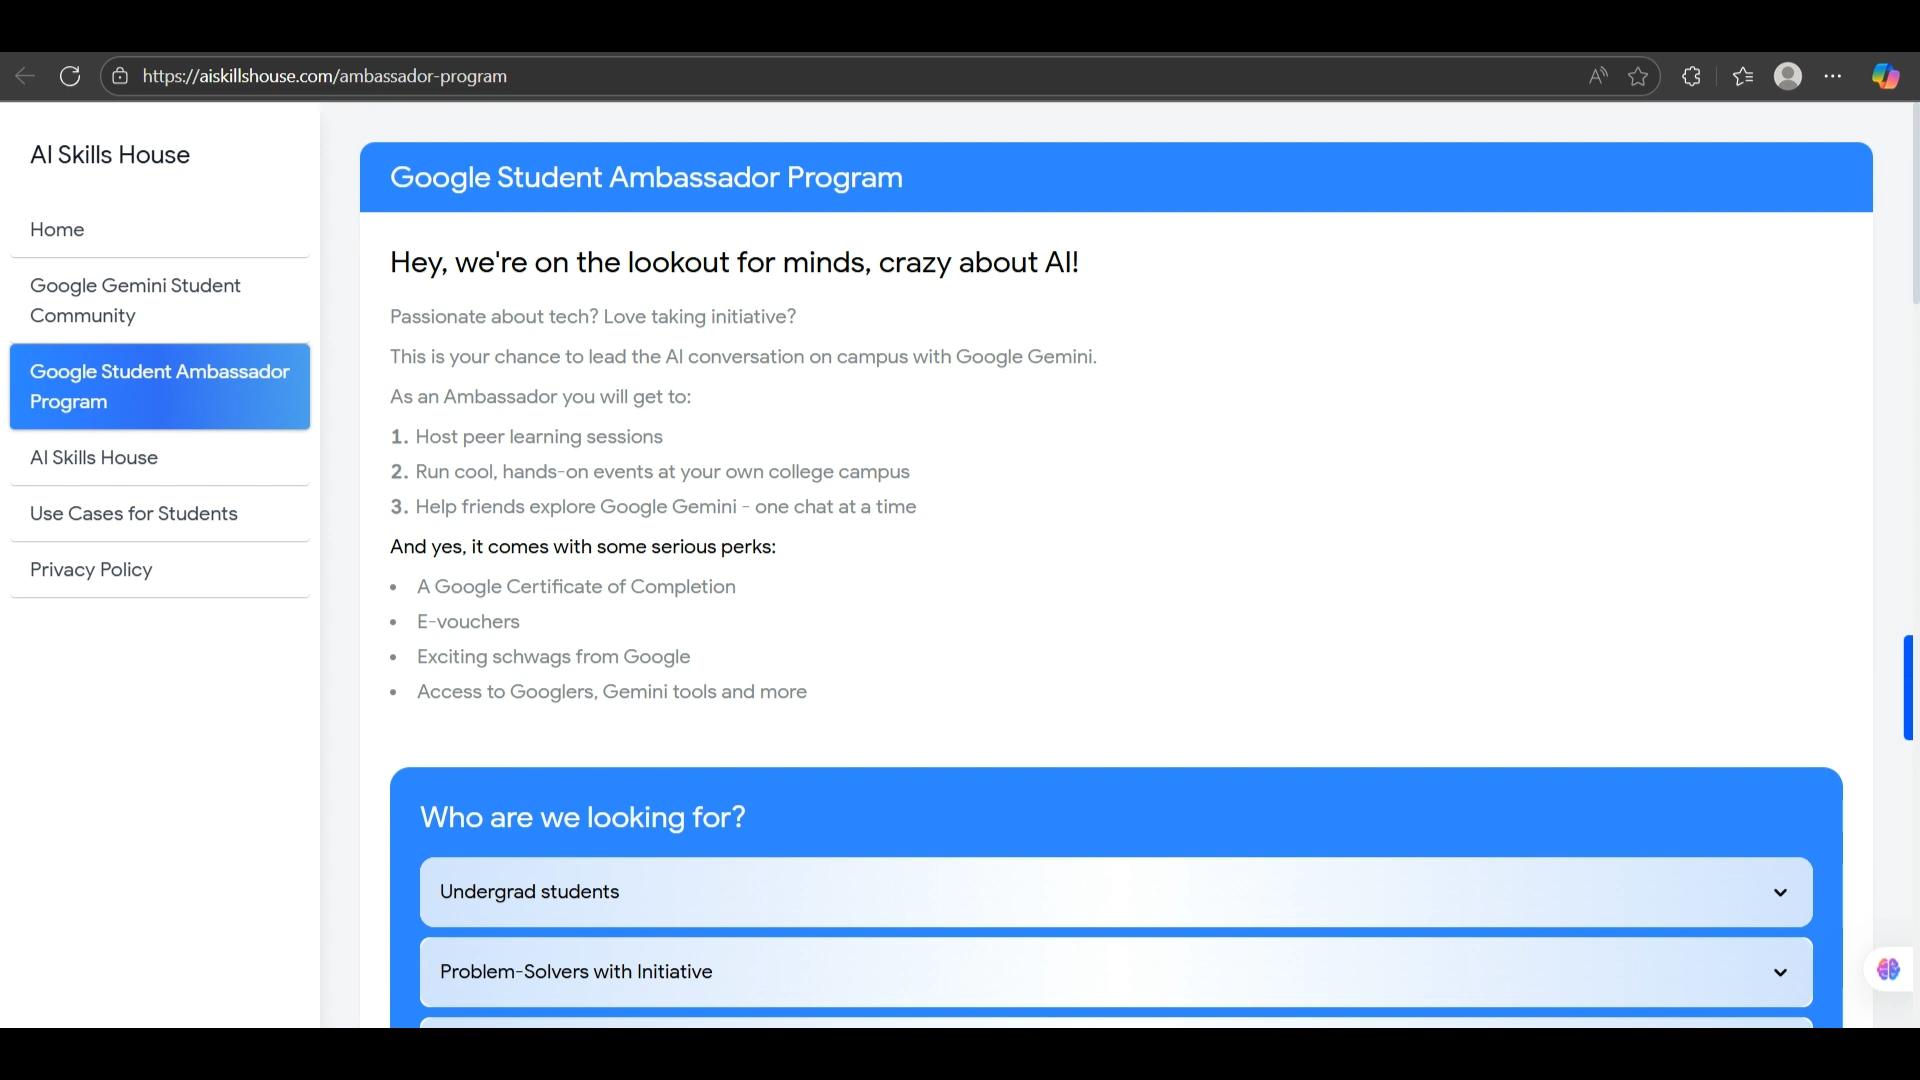 https://aiskillshouse.com/ambassador-program
AI Skills House
Home
Google Gemini Student
Community
Google Student Ambassador
Program
AI Skills House
Use Cases for Students
Privacy Policy
Google Student Ambassador Program
Hey, we're on the lookout for minds, crazy about AI!
Passionate about tech? Love taking initiative?
This is your chance to lead the AI conversation on campus with Google Gemini.
As an Ambassador you will get to:
1. Host peer learning sessions
2. Run cool, hands-on events at your own college campus
3. Help friends explore Google Gemini - one chat at a time
And yes, it comes with some serious perks:
• A Google Certificate of Completion
• E-vouchers
• Exciting schwags from Google
• Access to Googlers, Gemini tools and more
Who are we looking for?
Undergrad students
Problem-Solvers with Initiative